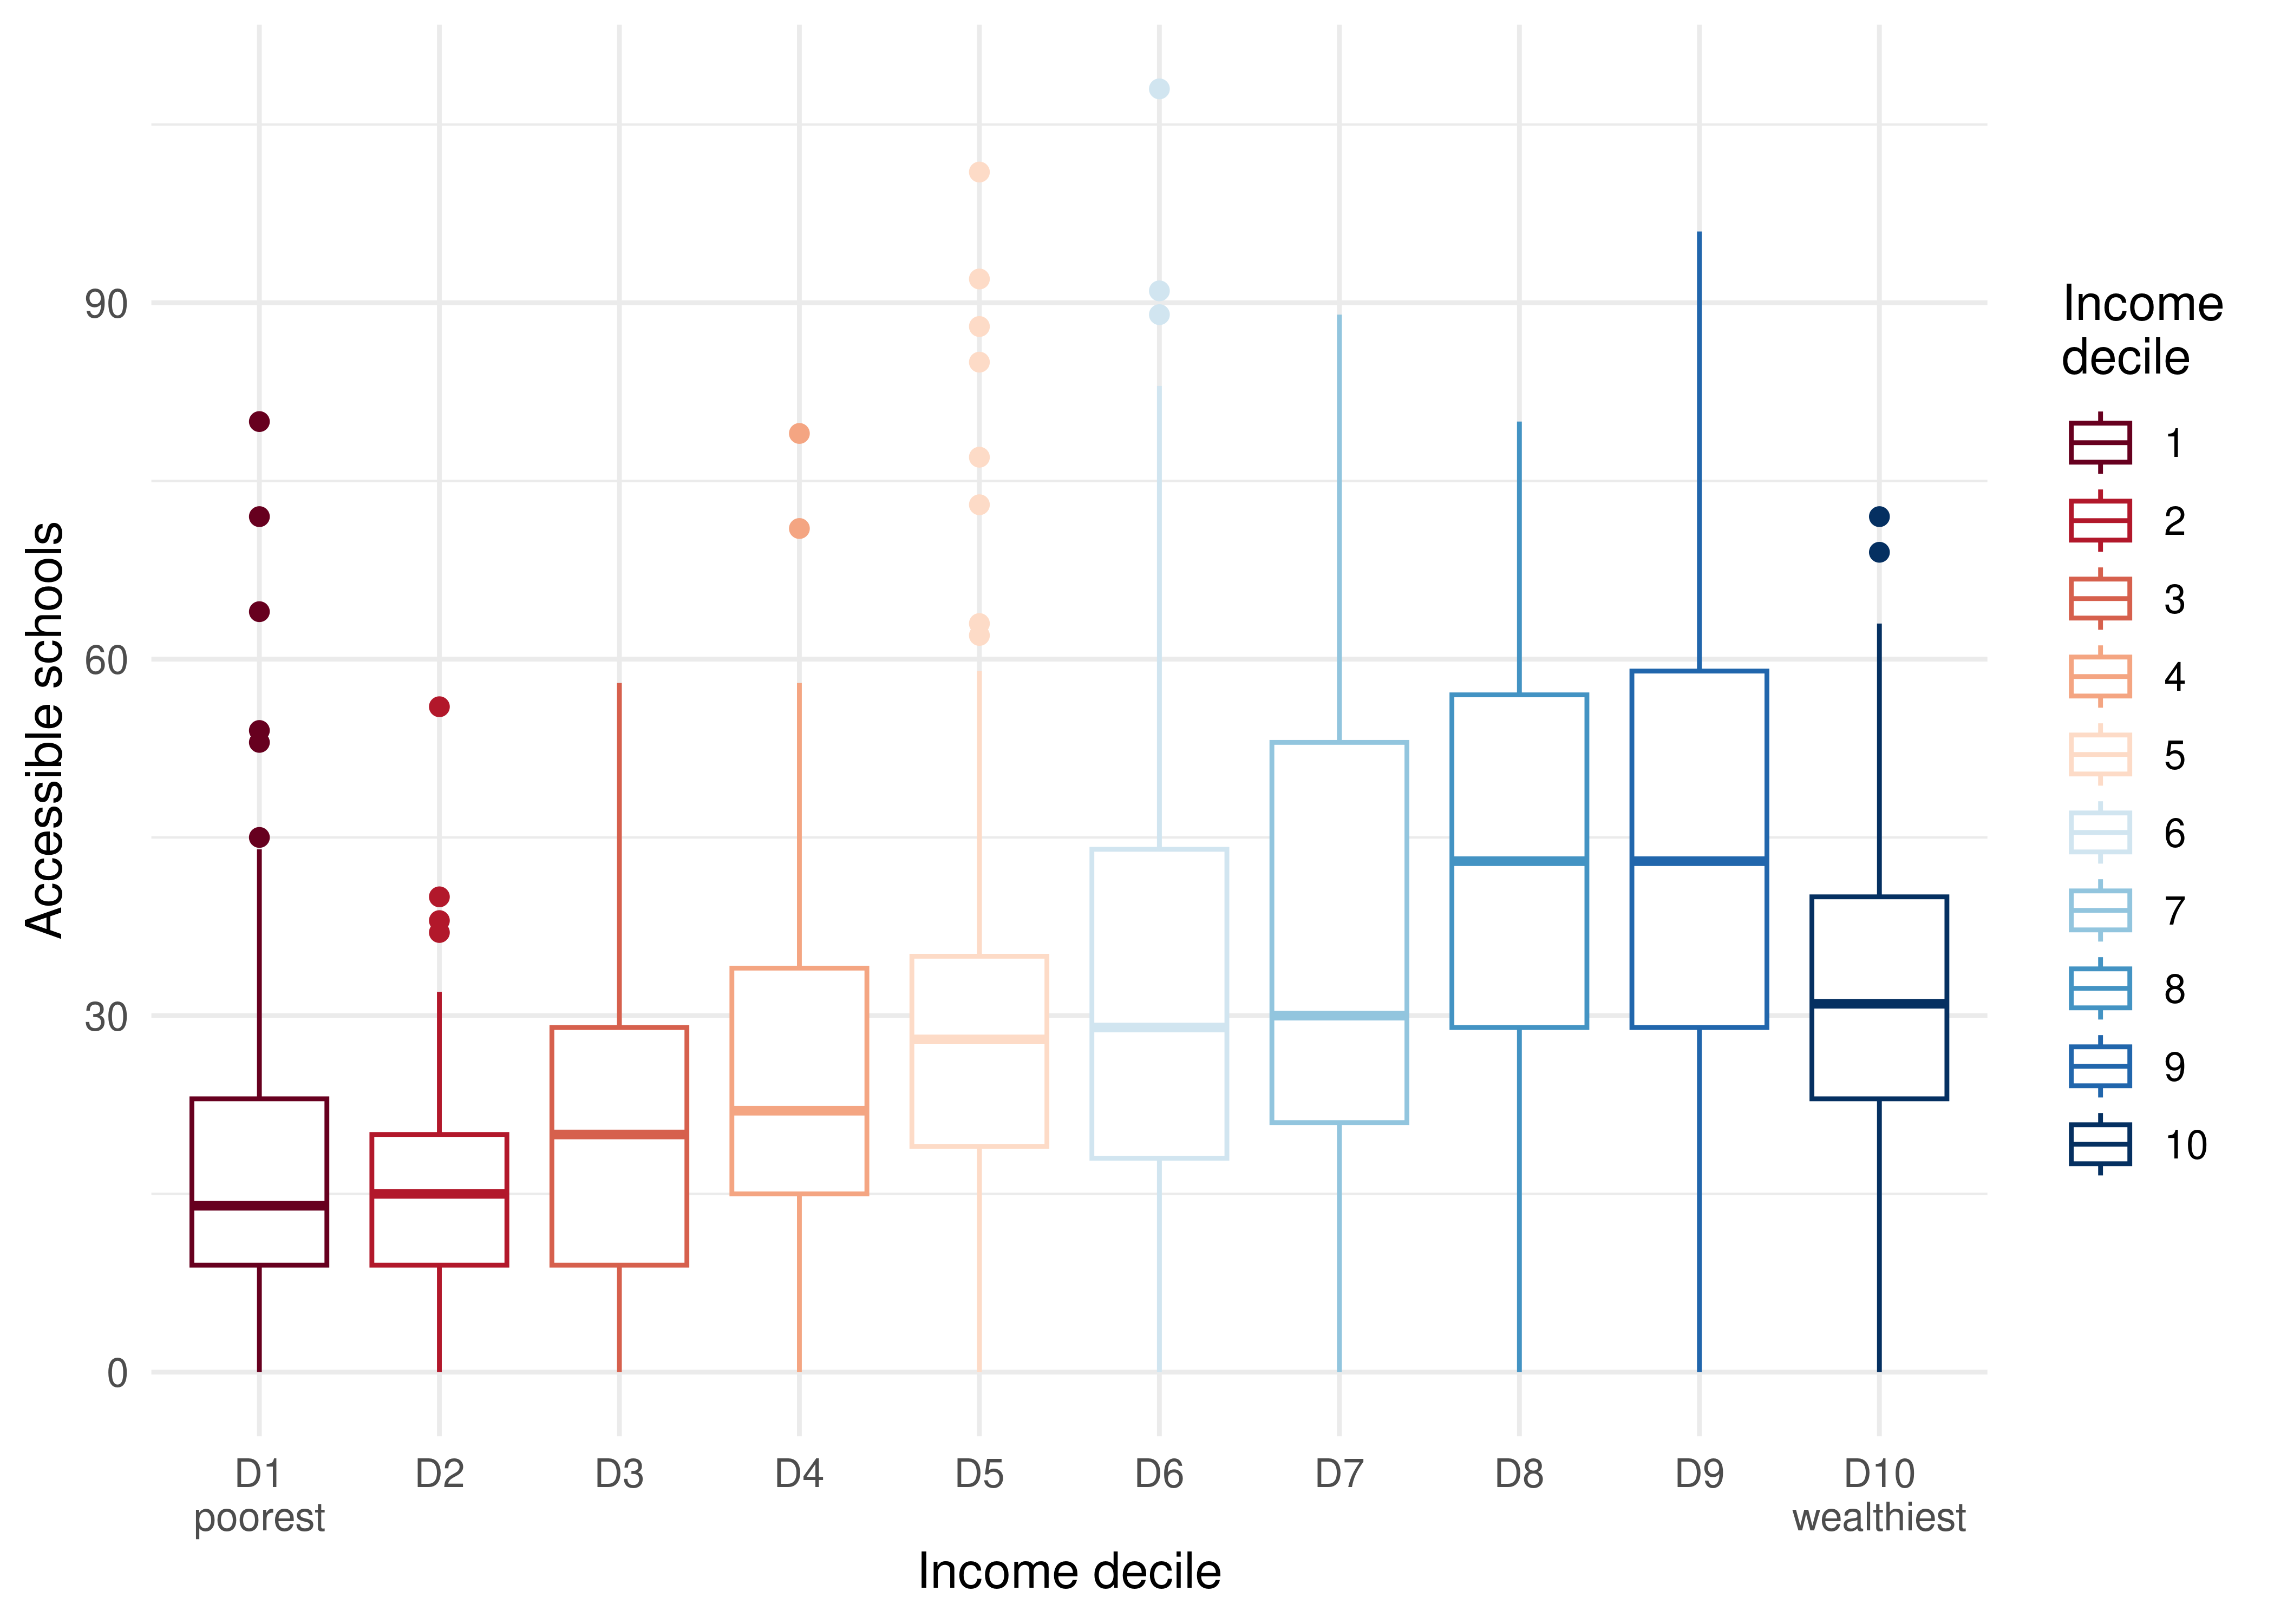 Accessible schools
90
60
30
0
D1
poorest
D2
D3
D4
D5
D6
D7
D8
D9
D10
wealthiest
Income decile
Income
decile
1
2
3
4
5
6
7
8
9
10